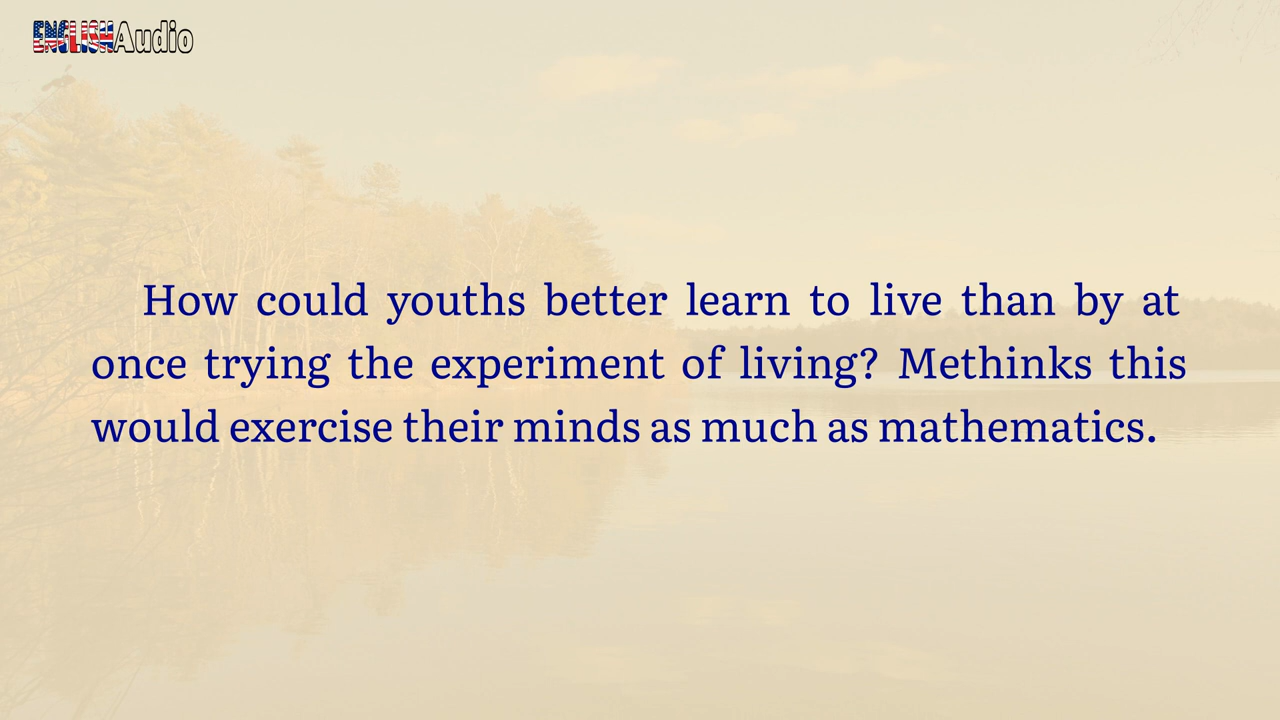 ENGLISHAudio
How could youths better learn to live than by at
once trying the experiment of living? Methinks this
would exercise their minds as much as mathematics.